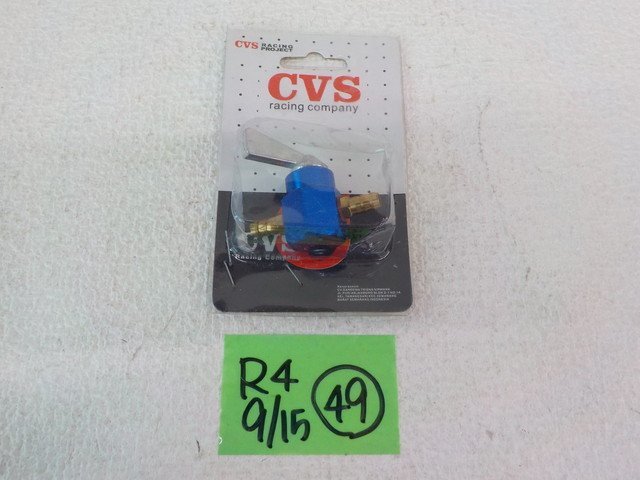 CVS RACING
PROJECT
CVS
racing company
CVS
Racing Company
R4
9/15
49